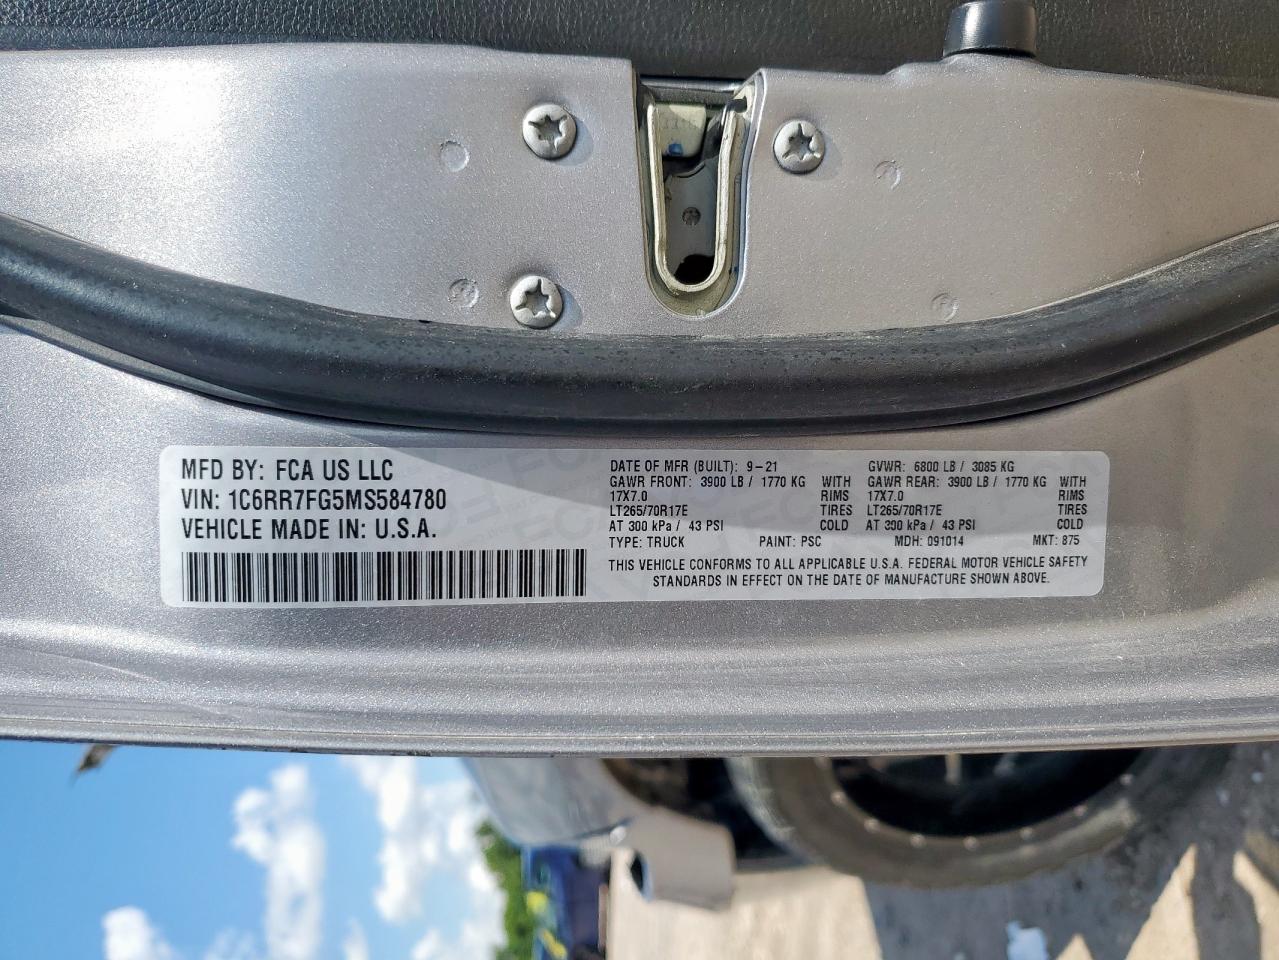 MFD BY: FCA US LLC
VIN: 1C6RR7FG5MS584780
VEHICLE MADE IN: U.S.A.
DATE OF MFR (BUILT): 9-21
GAWR FRONT: 3900 LB / 1770 KG WITH
17X7.0 RIMS
LT265/70R17E TIRES
AT 300 kPa / 43 PSI COLD
GVWR: 6800 LB / 3085 KG
GAWR REAR: 3900 LB / 1770 KG WITH
17X7.0 RIMS
LT265/70R17E TIRES
AT 300 kPa / 43 PSI COLD
TYPE: TRUCK PAINT: PSC MDH: 091014 MKT: 875
THIS VEHICLE CONFORMS TO ALL APPLICABLE U.S.A. FEDERAL MOTOR VEHICLE SAFETY
STANDARDS IN EFFECT ON THE DATE OF MANUFACTURE SHOWN ABOVE.